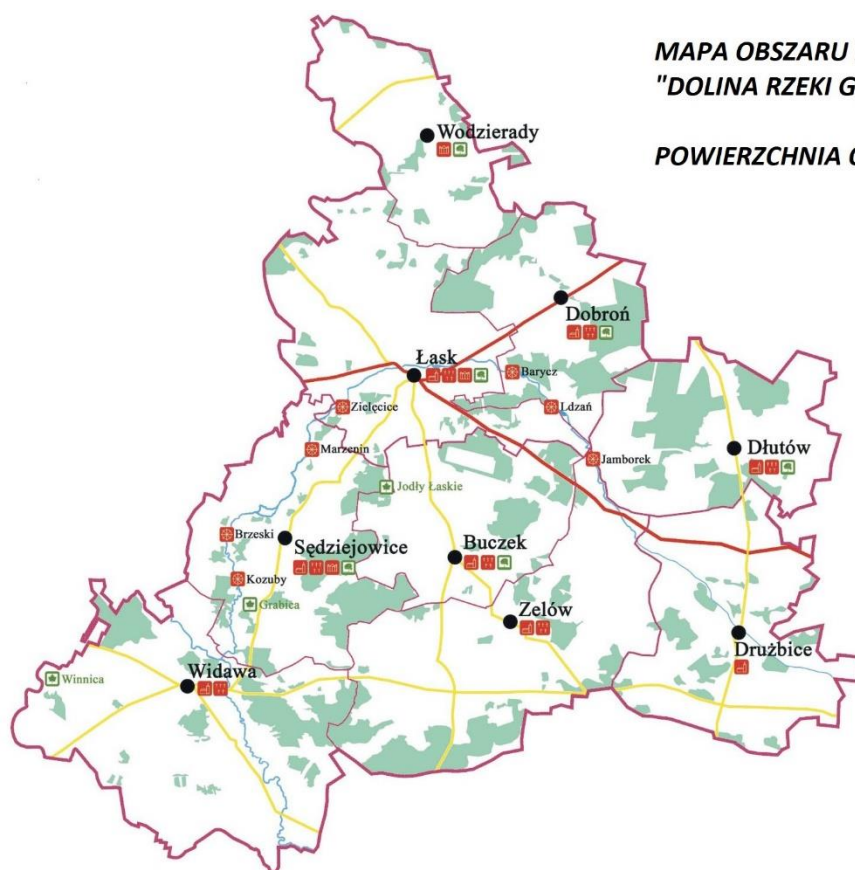 MAPA OBSZARU
"DOLINA RZEKI G
POWIERZCHNIA
Wodzierady
Dobroń
Łask
Barycz
Zielęcice
Ldzań
Marzenin
Dłutów
Jamborek
Jodły Łaskie
Brzeski
Sędziejowice
Buczek
Kozuby
Grabica
Zelów
Drużbice
Widawa
Winnica